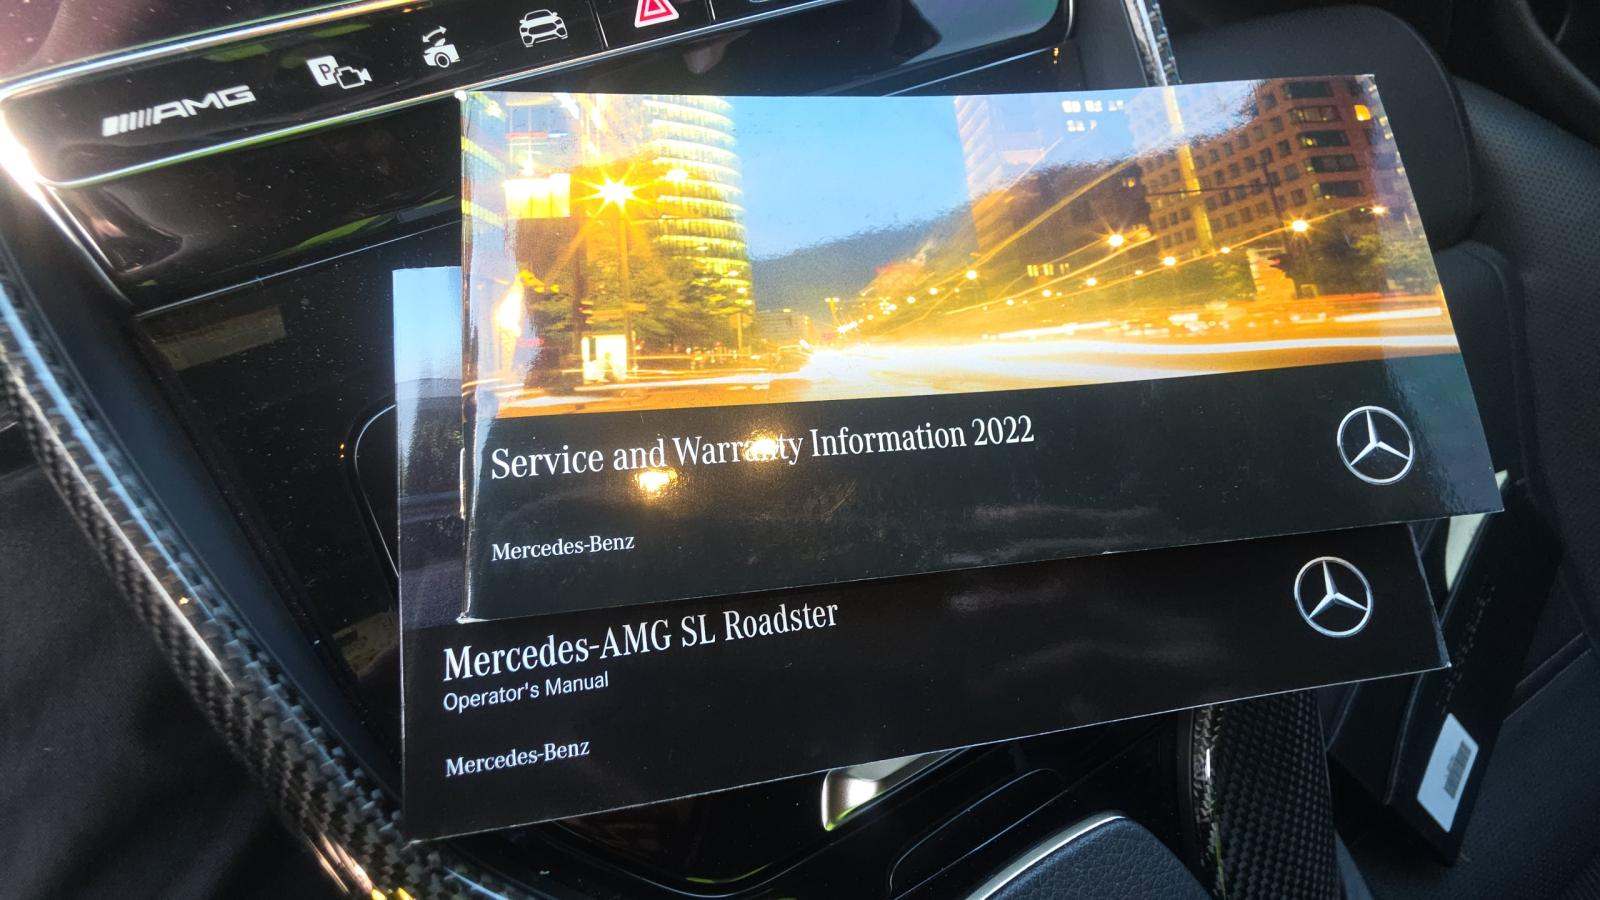 AMG
P
Service and Warranty Information 2022
Mercedes-Benz
Mercedes-AMG SL Roadster
Operator's Manual
Mercedes-Benz